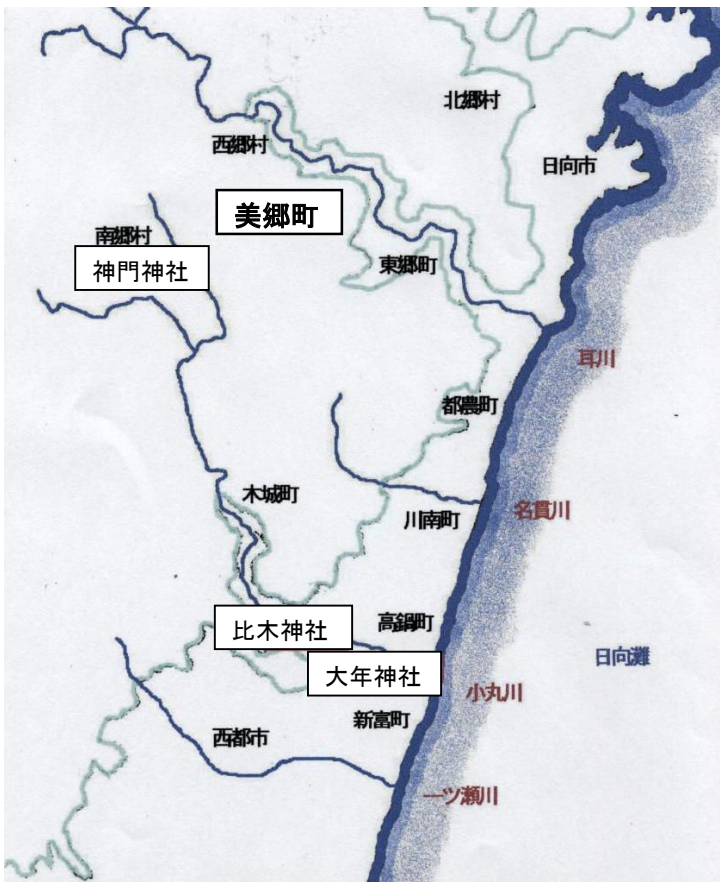 北郷村
西郷村
日向市
美郷町
南郷村
神門神社
東郷町
耳川
都農町
木城町
川南町
名貫川
比木神社
高鍋町
日向灘
大年神社
小丸川
新富町
西都市
一ツ瀬川